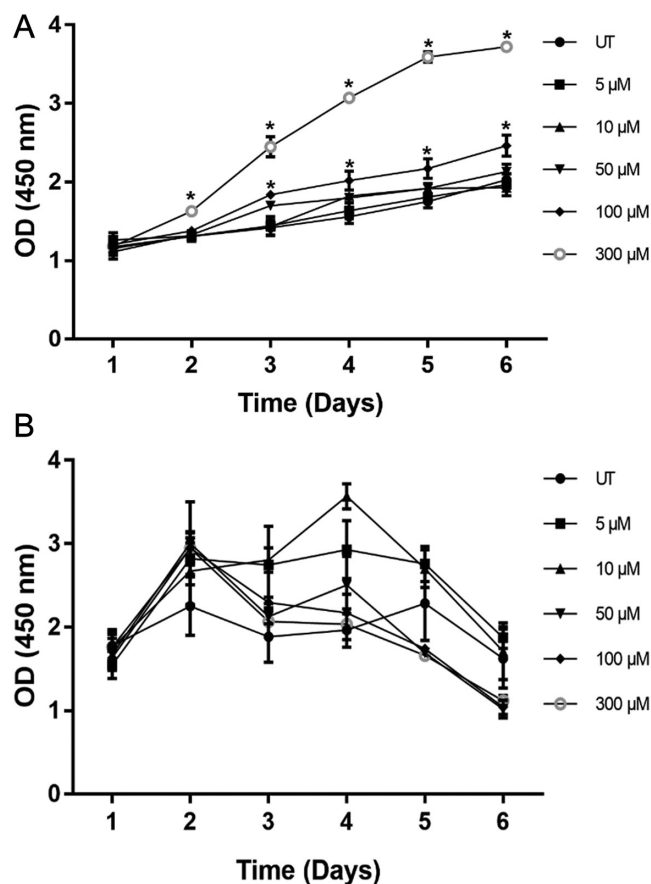 A
OD (450 nm)
4
3
2
1
0
* * * * *
* * * *
1 2 3 4 5 6
Time (Days)
UT
5 µM
10 µM
50 µM
100 µM
300 µM
B
OD (450 nm)
4
3
2
1
0
1 2 3 4 5 6
Time (Days)
UT
5 µM
10 µM
50 µM
100 µM
300 µM